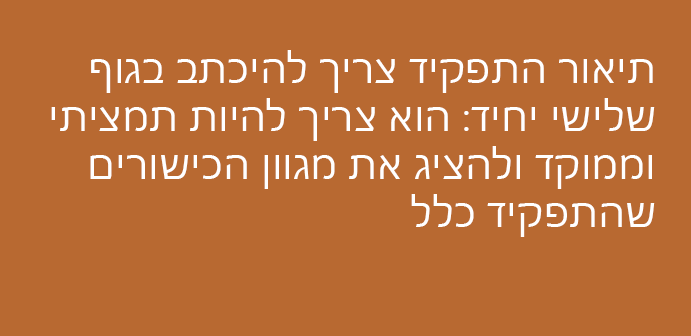 תיאור התפקיד צריך להיכתב בגוף
שלישי יחיד: הוא צריך להיות תמציתי
וממוקד ולהציג את מגוון הכישורים
שהתפקיד כלל